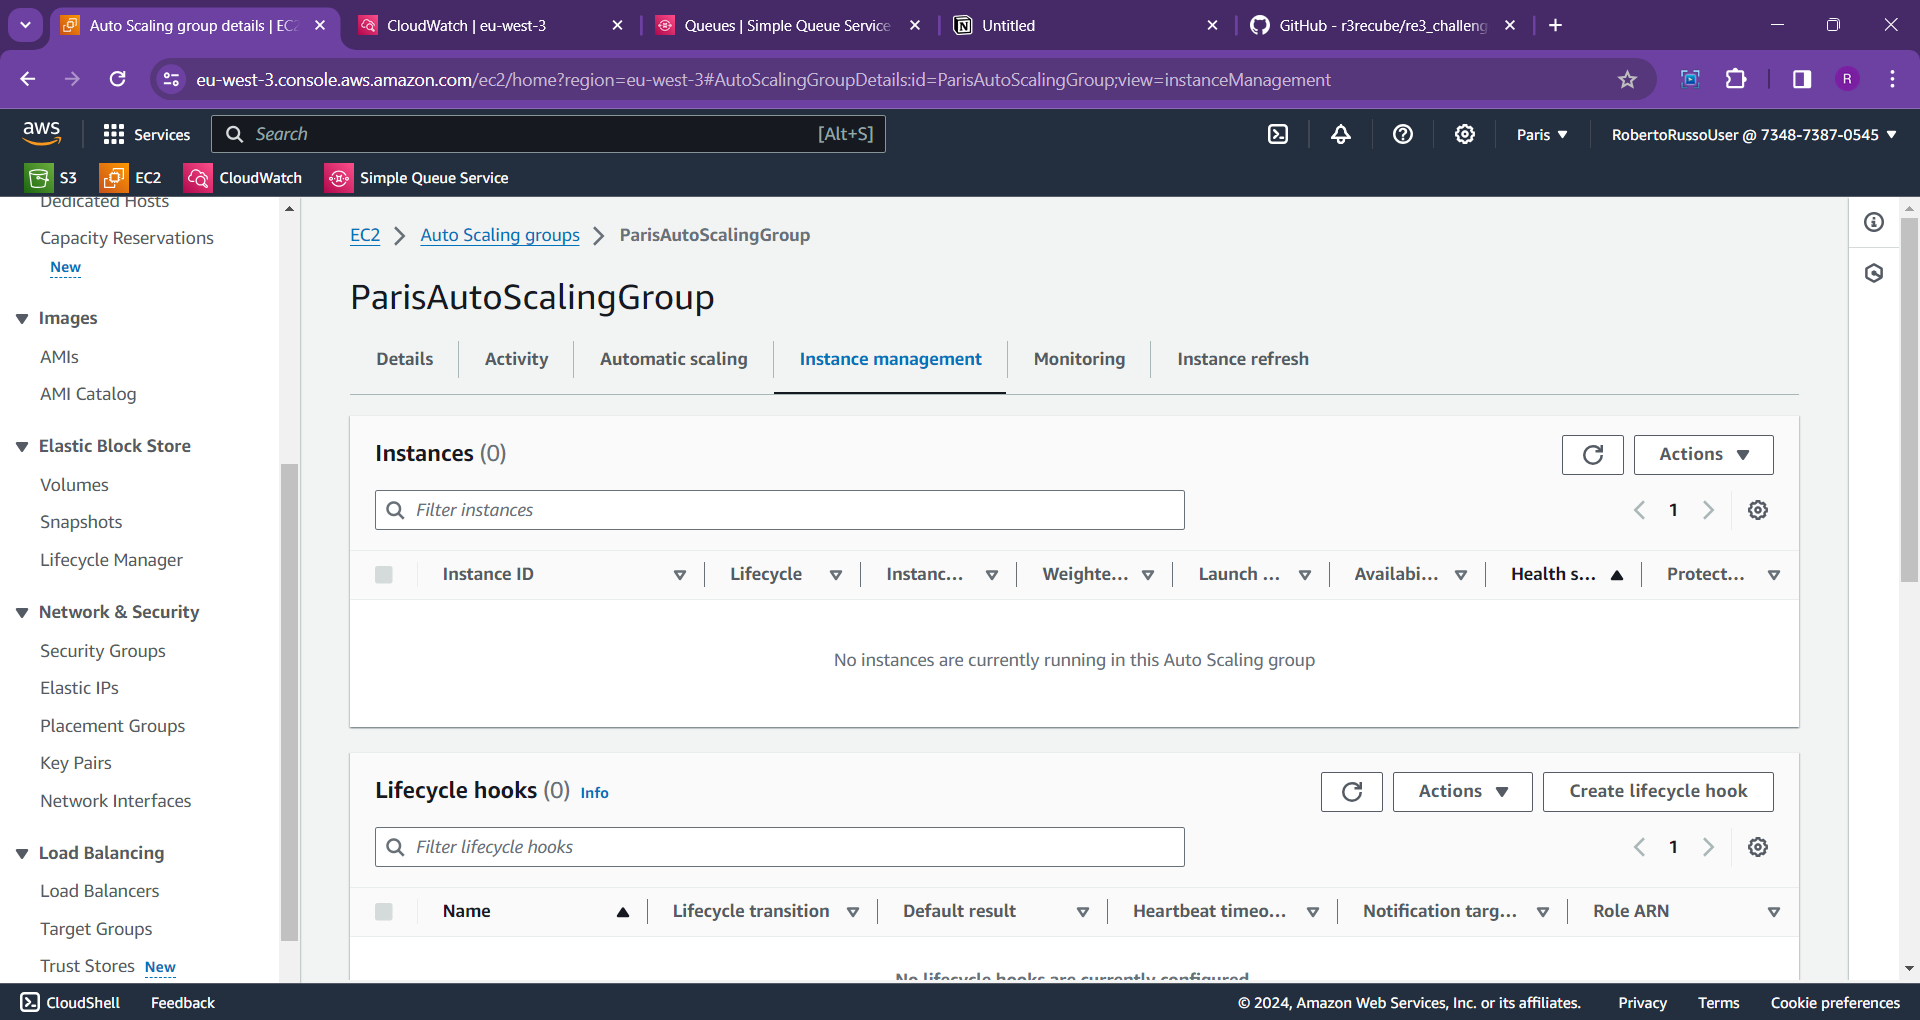 Auto Scaling group details | EC2
CloudWatch | eu-west-3
Queues | Simple Queue Service
Untitled
GitHub - r3recube/re3_challeng
eu-west-3.console.aws.amazon.com/ec2/home?region=eu-west-3#AutoScalingGroupDetails:id=ParisAutoScalingGroup;view=instanceManagement
R
aws
Services
Search
[Alt+S]
Paris
RobertoRussoUser @ 7348-7387-0545
S3
EC2
CloudWatch
Simple Queue Service
Dedicated Hosts
Capacity Reservations
New
Images
AMIs
AMI Catalog
Elastic Block Store
Volumes
Snapshots
Lifecycle Manager
Network & Security
Security Groups
Elastic IPs
Placement Groups
Key Pairs
Network Interfaces
Load Balancing
Load Balancers
Target Groups
Trust Stores New
EC2
Auto Scaling groups
ParisAutoScalingGroup
ParisAutoScalingGroup
Details
Activity
Automatic scaling
Instance management
Monitoring
Instance refresh
Instances (0)
Actions
Filter instances
1
Instance ID
Lifecycle
Instanc...
Weighte...
Launch ...
Availabi...
Health s...
Protect...
No instances are currently running in this Auto Scaling group
Lifecycle hooks (0) Info
Actions
Create lifecycle hook
Filter lifecycle hooks
1
Name
Lifecycle transition
Default result
Heartbeat timeo...
Notification targ...
Role ARN
No lifecycle hooks are currently configured
CloudShell
Feedback
© 2024, Amazon Web Services, Inc. or its affiliates.
Privacy
Terms
Cookie preferences